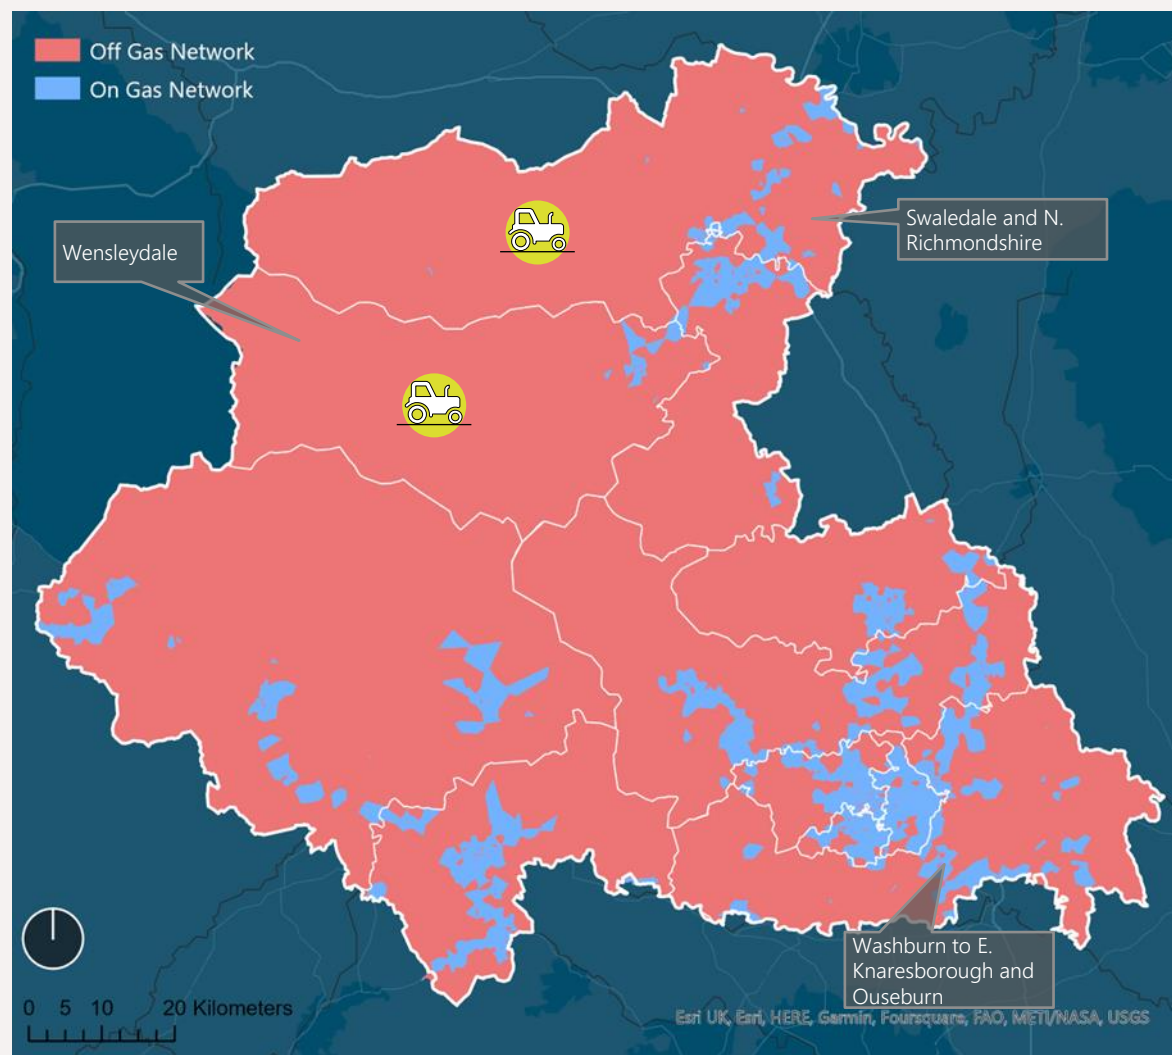 Off Gas Network
On Gas Network
Wensleydale
Swaledale and N.
Richmondshire
Washburn to E.
Knaresborough and
Ouseburn
0 5 10 20 Kilometers
Esri UK, Esri, HERE, Garmin, Foursquare, FAO, METI/NASA, USGS